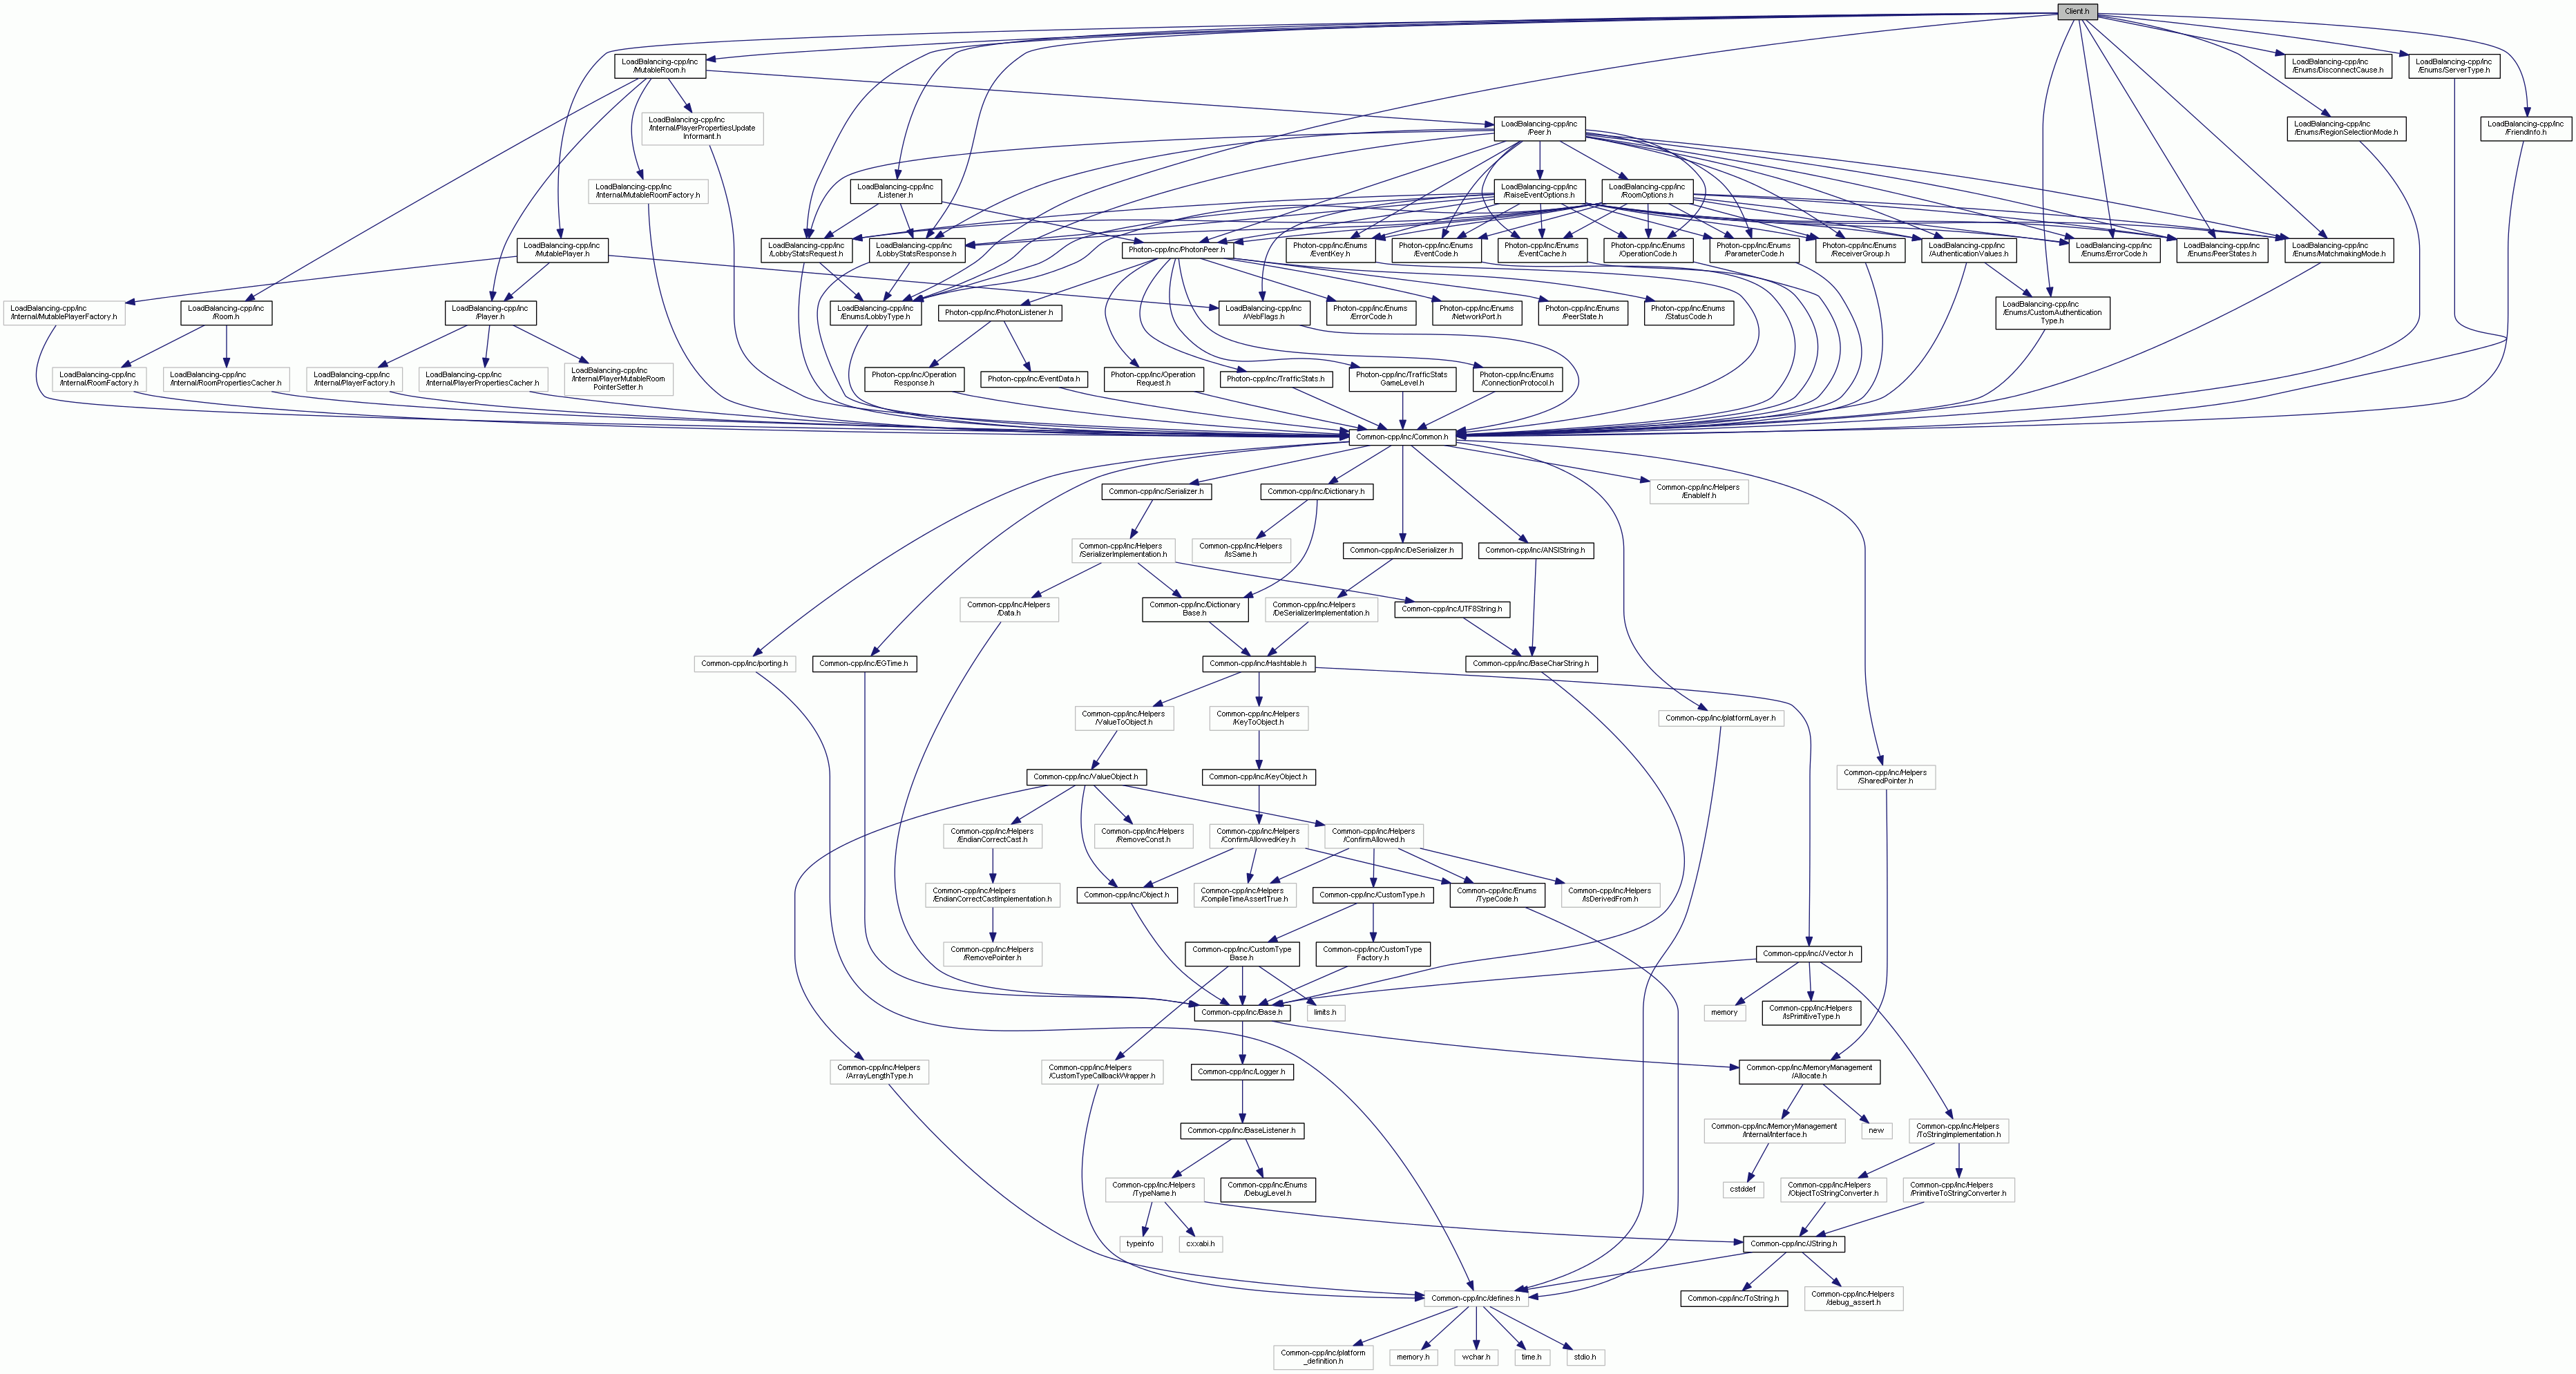 Client.h
LoadBalancing-cpp/inc
/MutableRoom.h
LoadBalancing-cpp/inc
/Enums/DisconnectCause.h
LoadBalancing-cpp/inc
/Enums/ServerType.h
LoadBalancing-cpp/inc
/Internal/PlayerPropertiesUpdate
Informant.h
LoadBalancing-cpp/inc
/Peer.h
LoadBalancing-cpp/inc
/Enums/RegionSelectionMode.h
LoadBalancing-cpp/inc
/FriendInfo.h
LoadBalancing-cpp/inc
/Internal/MutableRoomFactory.h
LoadBalancing-cpp/inc
/Listener.h
LoadBalancing-cpp/inc
/RaiseEventOptions.h
LoadBalancing-cpp/inc
/RoomOptions.h
LoadBalancing-cpp/inc
/MutablePlayer.h
LoadBalancing-cpp/inc
/LobbyStatsRequest.h
LoadBalancing-cpp/inc
/LobbyStatsResponse.h
Photon-cpp/inc/PhotonPeer.h
Photon-cpp/inc/Enums
/EventKey.h
Photon-cpp/inc/Enums
/EventCode.h
Photon-cpp/inc/Enums
/EventCache.h
Photon-cpp/inc/Enums
/OperationCode.h
Photon-cpp/inc/Enums
/ParameterCode.h
Photon-cpp/inc/Enums
/ReceiverGroup.h
LoadBalancing-cpp/inc
/AuthenticationValues.h
LoadBalancing-cpp/inc
/Enums/ErrorCode.h
LoadBalancing-cpp/inc
/Enums/PeerStates.h
LoadBalancing-cpp/inc
/Enums/MatchmakingMode.h
LoadBalancing-cpp/inc
/Internal/MutablePlayerFactory.h
LoadBalancing-cpp/inc
/Room.h
LoadBalancing-cpp/inc
/Player.h
LoadBalancing-cpp/inc
/Enums/LobbyType.h
Photon-cpp/inc/PhotonListener.h
LoadBalancing-cpp/inc
/WebFlags.h
Photon-cpp/inc/Enums
/ErrorCode.h
Photon-cpp/inc/Enums
/NetworkPort.h
Photon-cpp/inc/Enums
/PeerState.h
Photon-cpp/inc/Enums
/StatusCode.h
LoadBalancing-cpp/inc
/Enums/CustomAuthentication
Type.h
LoadBalancing-cpp/inc
/Internal/RoomFactory.h
LoadBalancing-cpp/inc
/Internal/RoomPropertiesCacher.h
LoadBalancing-cpp/inc
/Internal/PlayerFactory.h
LoadBalancing-cpp/inc
/Internal/PlayerPropertiesCacher.h
LoadBalancing-cpp/inc
/Internal/PlayerMutableRoom
PointerSetter.h
Photon-cpp/inc/Operation
Response.h
Photon-cpp/inc/EventData.h
Photon-cpp/inc/Operation
Request.h
Photon-cpp/inc/TrafficStats.h
Photon-cpp/inc/TrafficStats
GameLevel.h
Photon-cpp/inc/Enums
/ConnectionProtocol.h
Common-cpp/inc/Common.h
Common-cpp/inc/Serializer.h
Common-cpp/inc/Dictionary.h
Common-cpp/inc/Helpers
/EnableIf.h
Common-cpp/inc/Helpers
/SerializerImplementation.h
Common-cpp/inc/Helpers
/IsSame.h
Common-cpp/inc/DeSerializer.h
Common-cpp/inc/ANSIString.h
Common-cpp/inc/Helpers
/Data.h
Common-cpp/inc/Dictionary
Base.h
Common-cpp/inc/Helpers
/DeSerializerImplementation.h
Common-cpp/inc/UTF8String.h
Common-cpp/inc/porting.h
Common-cpp/inc/EGTime.h
Common-cpp/inc/Hashtable.h
Common-cpp/inc/BaseCharString.h
Common-cpp/inc/Helpers
/ValueToObject.h
Common-cpp/inc/Helpers
/KeyToObject.h
Common-cpp/inc/platformLayer.h
Common-cpp/inc/ValueObject.h
Common-cpp/inc/KeyObject.h
Common-cpp/inc/Helpers
/SharedPointer.h
Common-cpp/inc/Helpers
/EndianCorrectCast.h
Common-cpp/inc/Helpers
/RemoveConst.h
Common-cpp/inc/Helpers
/ConfirmAllowedKey.h
Common-cpp/inc/Helpers
/ConfirmAllowed.h
Common-cpp/inc/Helpers
/EndianCorrectCastImplementation.h
Common-cpp/inc/Object.h
Common-cpp/inc/Helpers
/CompileTimeAssertTrue.h
Common-cpp/inc/CustomType.h
Common-cpp/inc/Enums
/TypeCode.h
Common-cpp/inc/Helpers
/IsDerivedFrom.h
Common-cpp/inc/Helpers
/RemovePointer.h
Common-cpp/inc/CustomType
Base.h
Common-cpp/inc/CustomType
Factory.h
Common-cpp/inc/JVector.h
Common-cpp/inc/Base.h
limits.h
memory
Common-cpp/inc/Helpers
/IsPrimitiveType.h
Common-cpp/inc/Helpers
/ArrayLengthType.h
Common-cpp/inc/Helpers
/CustomTypeCallbackWrapper.h
Common-cpp/inc/Logger.h
Common-cpp/inc/MemoryManagement
/Allocate.h
Common-cpp/inc/BaseListener.h
Common-cpp/inc/MemoryManagement
/Internal/Interface.h
new
Common-cpp/inc/Helpers
/ToStringImplementation.h
Common-cpp/inc/Helpers
/TypeName.h
Common-cpp/inc/Enums
/DebugLevel.h
cstddef
Common-cpp/inc/Helpers
/ObjectToStringConverter.h
Common-cpp/inc/Helpers
/PrimitiveToStringConverter.h
typeinfo
cxxabi.h
Common-cpp/inc/JString.h
Common-cpp/inc/defines.h
Common-cpp/inc/ToString.h
Common-cpp/inc/Helpers
/debug_assert.h
Common-cpp/inc/platform
_definition.h
memory.h
wchar.h
time.h
stdio.h